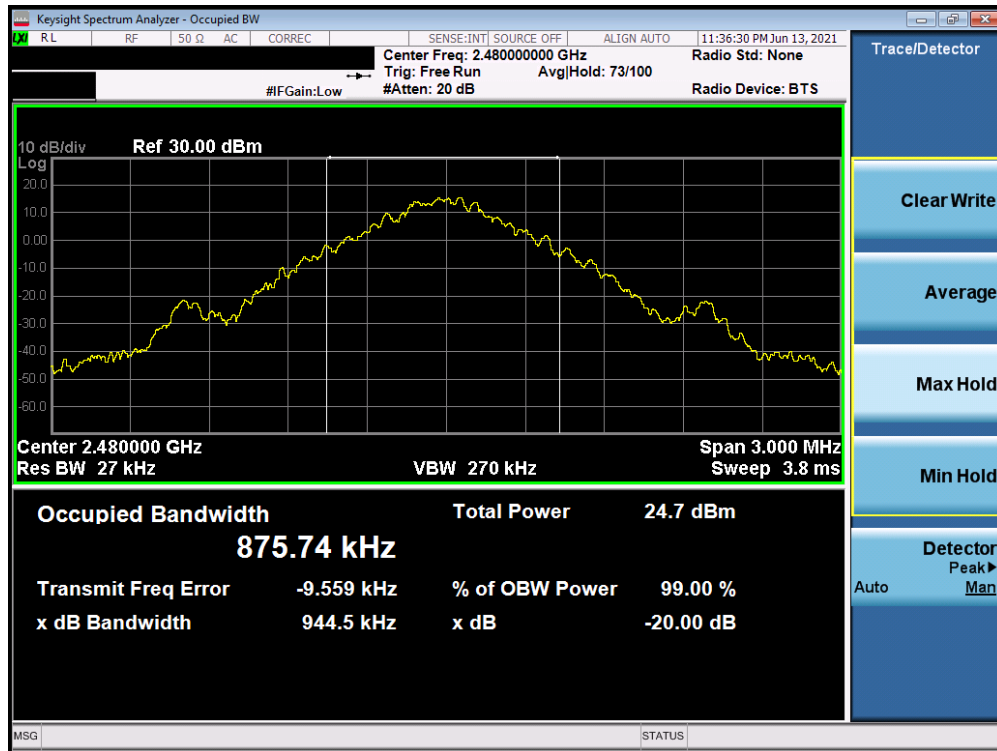 Keysight Spectrum Analyzer - Occupied BW
LXI RL RF 50 Ω AC CORREC SENSE:INT SOURCE OFF ALIGN AUTO 11:36:30 PM Jun 13, 2021
Center Freq: 2.480000000 GHz Radio Std: None
Trig: Free Run Avg|Hold: 73/100
#IFGain:Low #Atten: 20 dB Radio Device: BTS
Trace/Detector
10 dB/div Ref 30.00 dBm
Log
20.0
10.0
0.00
-10.0
-20.0
-30.0
-40.0
-50.0
-60.0
Center 2.480000 GHz Span 3.000 MHz
Res BW 27 kHz VBW 270 kHz Sweep 3.8 ms
Occupied Bandwidth Total Power 24.7 dBm
875.74 kHz
Transmit Freq Error -9.559 kHz % of OBW Power 99.00 %
x dB Bandwidth 944.5 kHz x dB -20.00 dB
Clear Write
Average
Max Hold
Min Hold
Detector
Peak▶
Auto Man
MSG STATUS